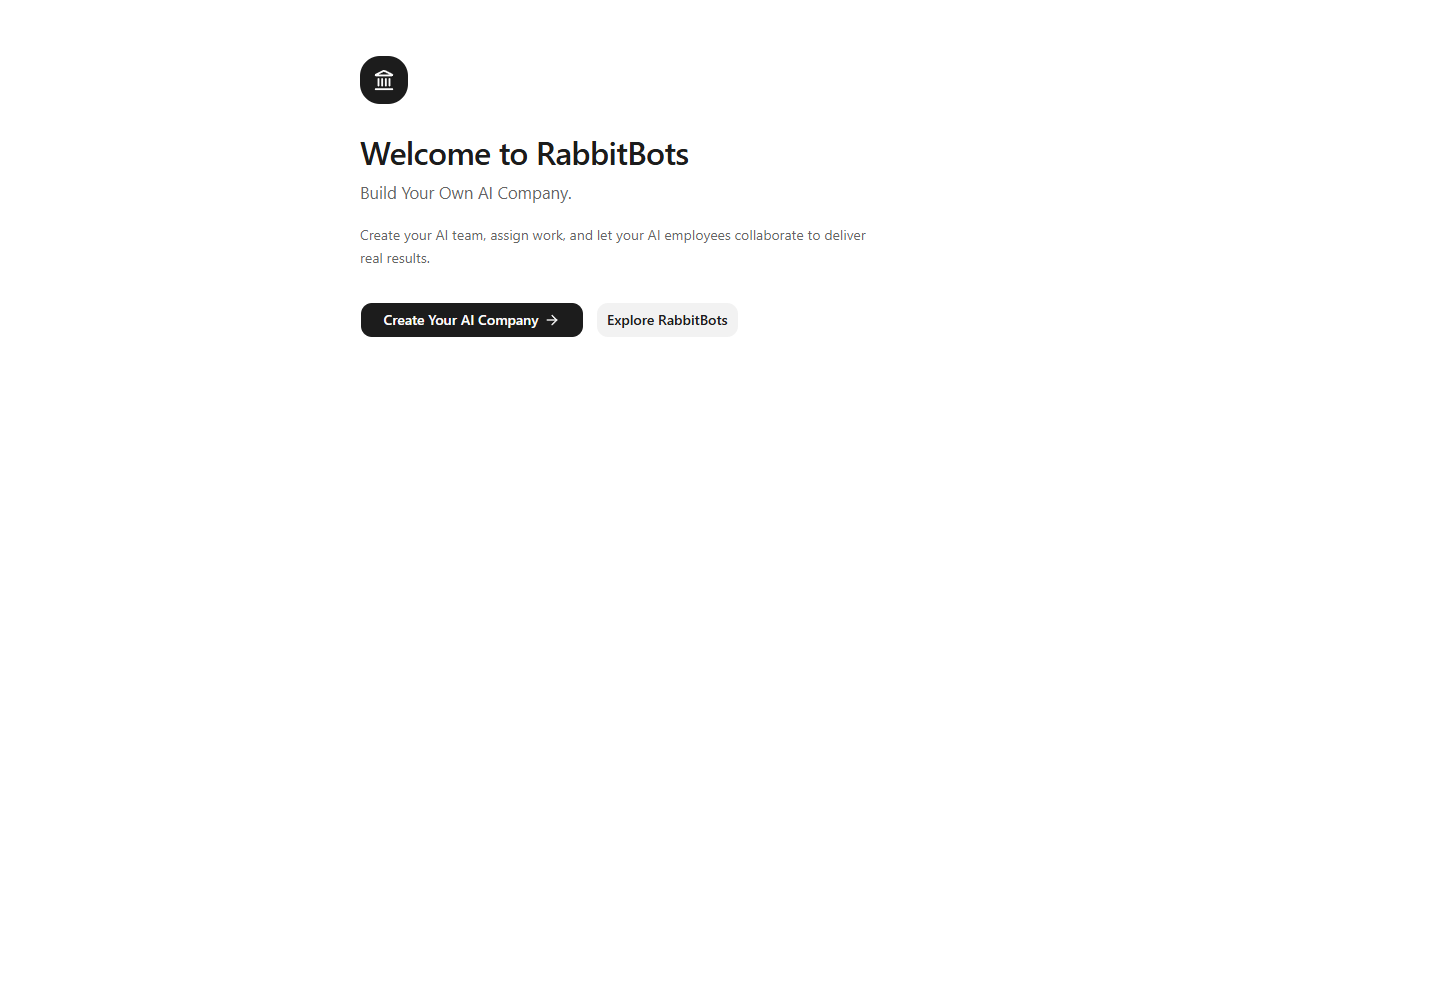 Welcome to RabbitBots
Build Your Own AI Company.
Create your AI team, assign work, and let your AI employees collaborate to deliver
real results.
Create Your AI Company
Explore RabbitBots